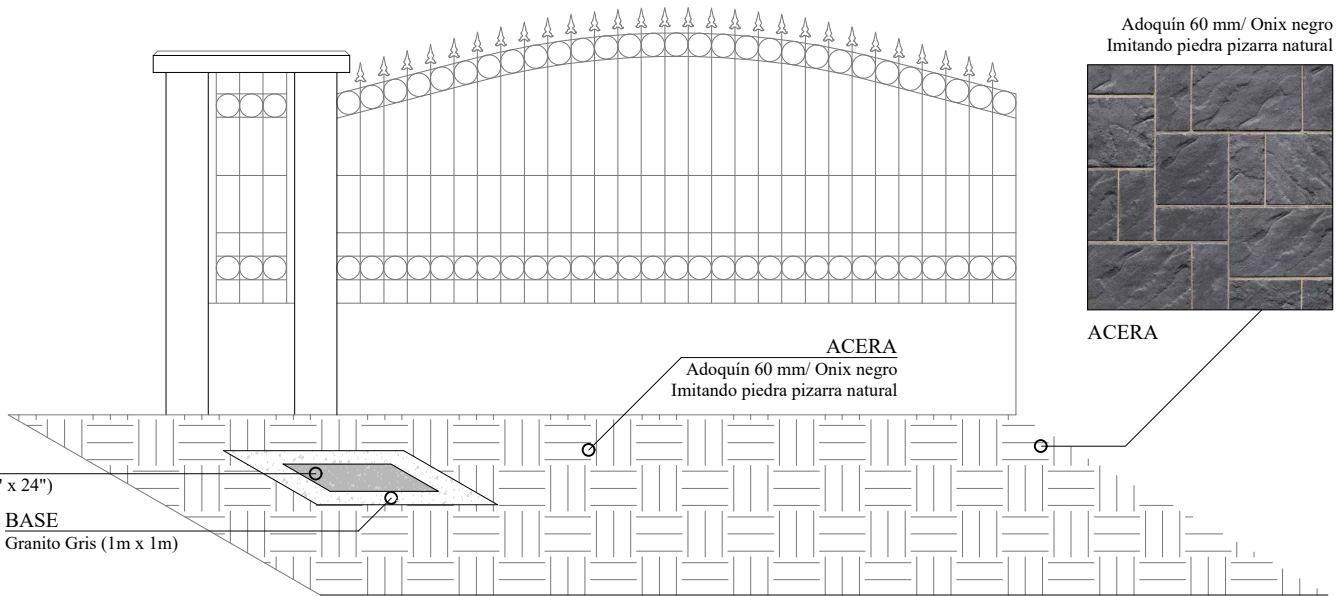 Adoquín 60 mm/ Onix negro
Imitando piedra pizarra natural
ACERA
ACERA
Adoquín 60 mm/ Onix negro
Imitando piedra pizarra natural
x 24")
BASE
Granito Gris (1m x 1m)